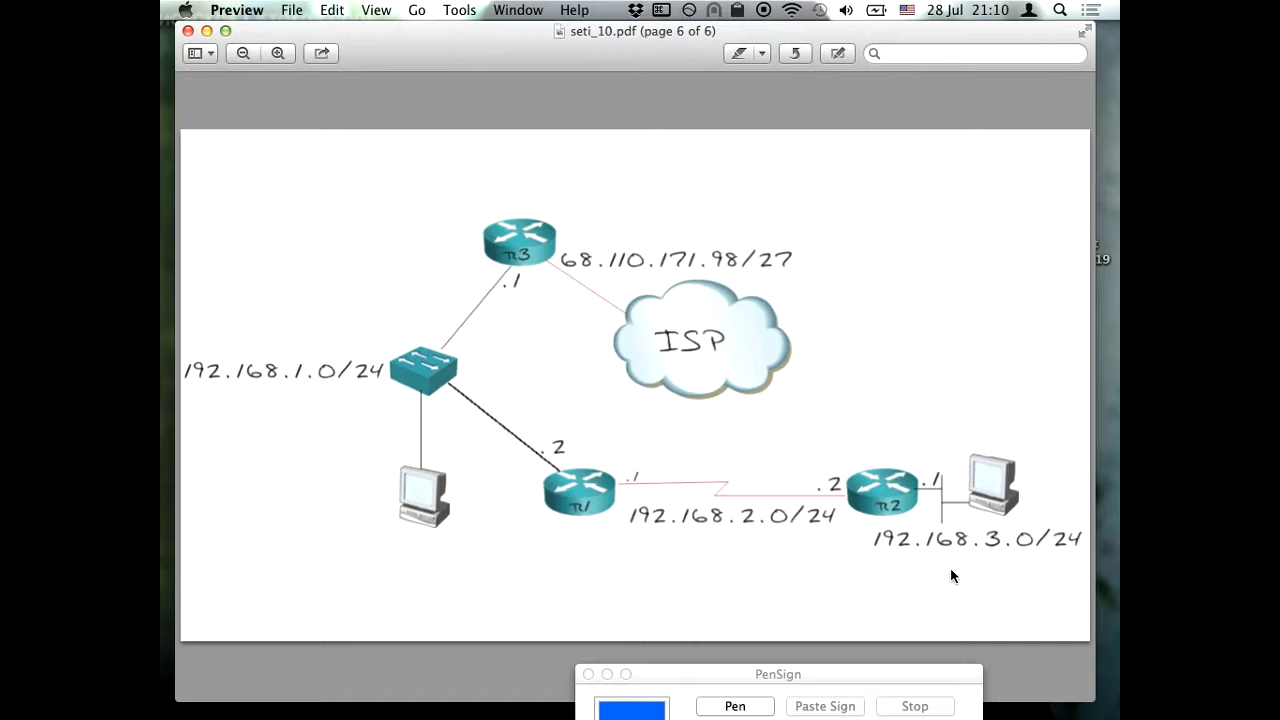 Preview File Edit View Go Tools Window Help 28 Jul 21:10
seti_10.pdf (page 6 of 6)
R3
68.110.171.98/27
.1
ISP
192.168.1.0/24
.2
.1
.2
.1
R1
R2
192.168.2.0/24
192.168.3.0/24
19
PenSign
Pen Paste Sign Stop